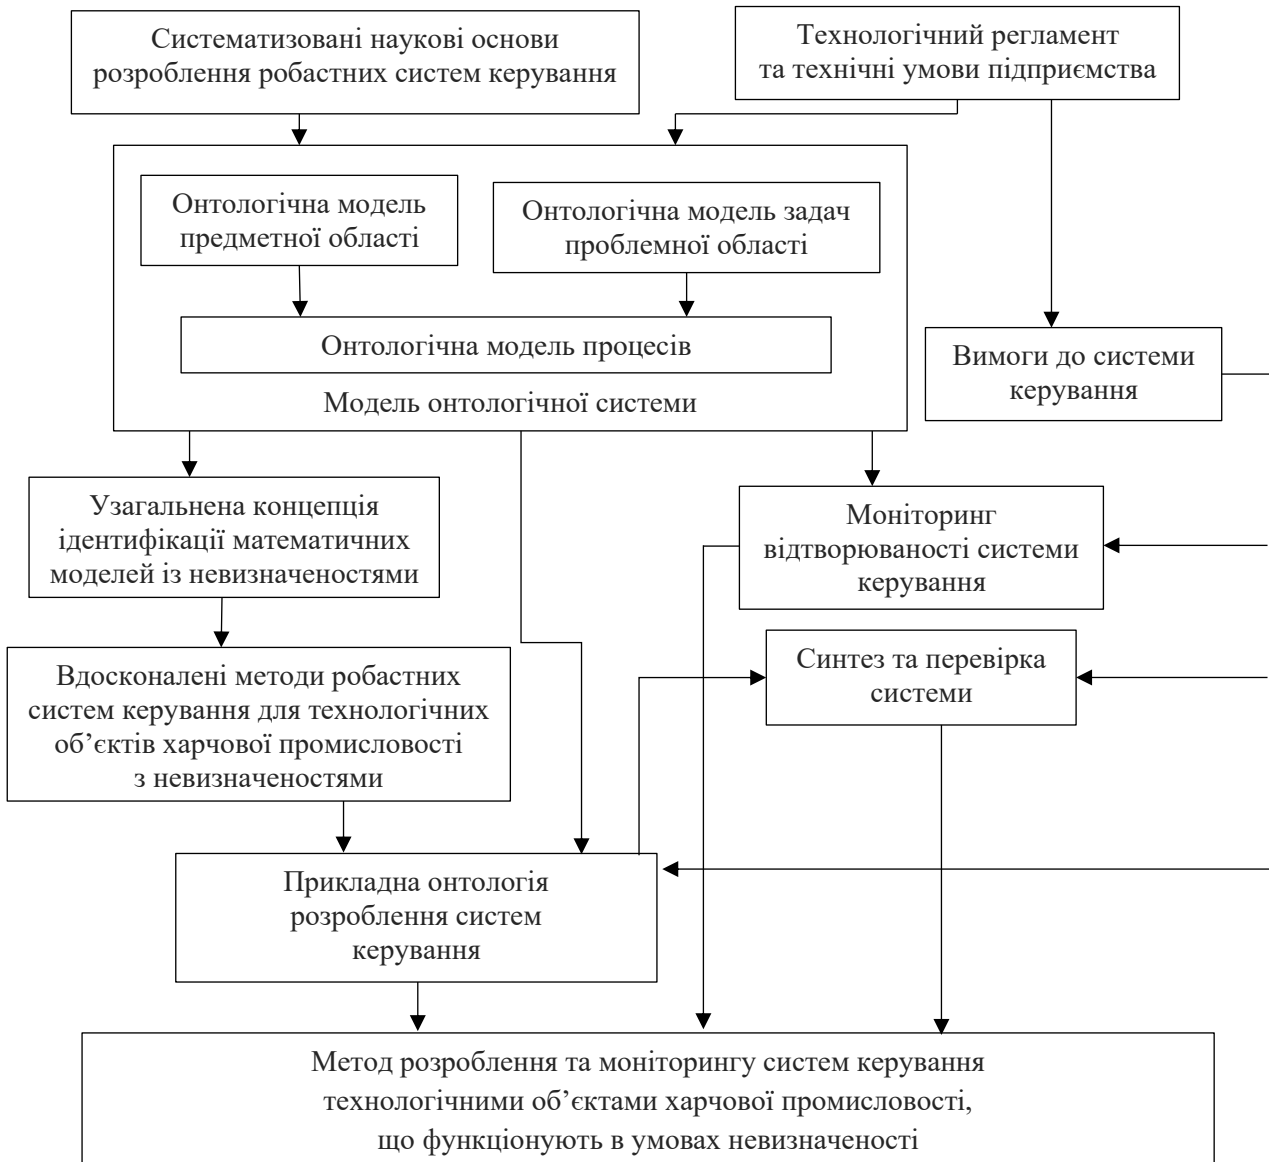 Систематизовані наукові основи
розроблення робастних систем керування
Технологічний регламент
та технічні умови підприємства
Онтологічна модель
предметної області
Онтологічна модель задач
проблемної області
Онтологічна модель процесів
Модель онтологічної системи
Вимоги до системи
керування
Узагальнена концепція
ідентифікації математичних
моделей із невизначеностями
Моніторинг
відтворюваності системи
керування
Вдосконалені методи робастних
систем керування для технологічних
об’єктів харчової промисловості
з невизначеностями
Синтез та перевірка
системи
Прикладна онтологія
розроблення систем
керування
Метод розроблення та моніторингу систем керування
технологічними об’єктами харчової промисловості,
що функціонують в умовах невизначеності